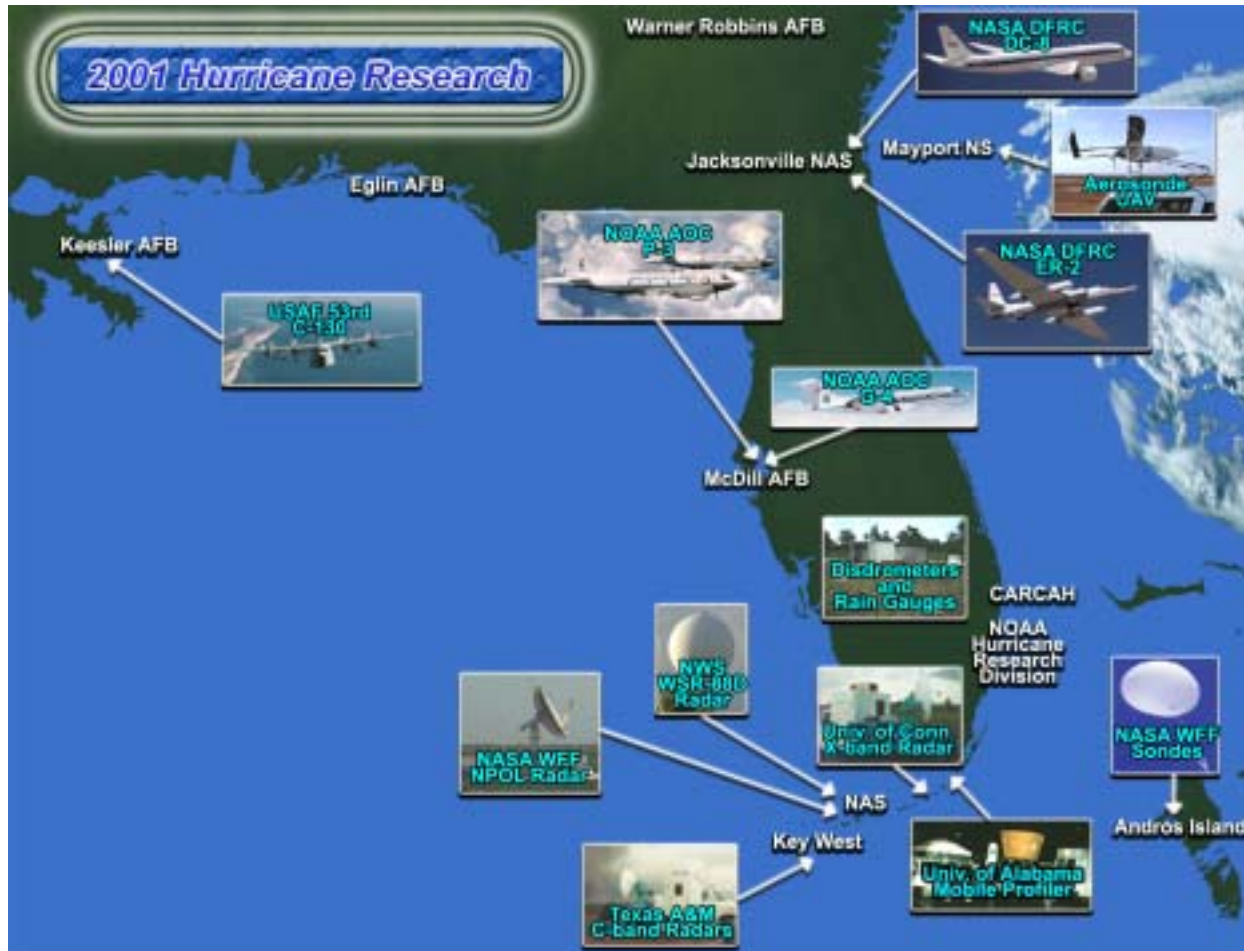 2001 Hurricane Research
Warner Robbins AFB
NASA DFRC
DC-8
Jacksonville NAS
Mayport NS
Aerosonde
UAV
Eglin AFB
Keesler AFB
NOAA AOC
P-3
NASA DFRC
ER-2
USAF 53rd
C-130
NOAA AOC
G-4
McDill AFB
Disdrometers
and
Rain Gauges
CARCAH
NOAA
Hurricane
Research
Division
NWS
WSR-88D
Radar
NASA WFF
NPOL Radar
Univ. of Conn.
X-band Radar
NASA WFF
Sondes
NAS
Key West
Andros Island
Texas A&M
C-band Radars
Univ. of Alabama
Mobile Profiler